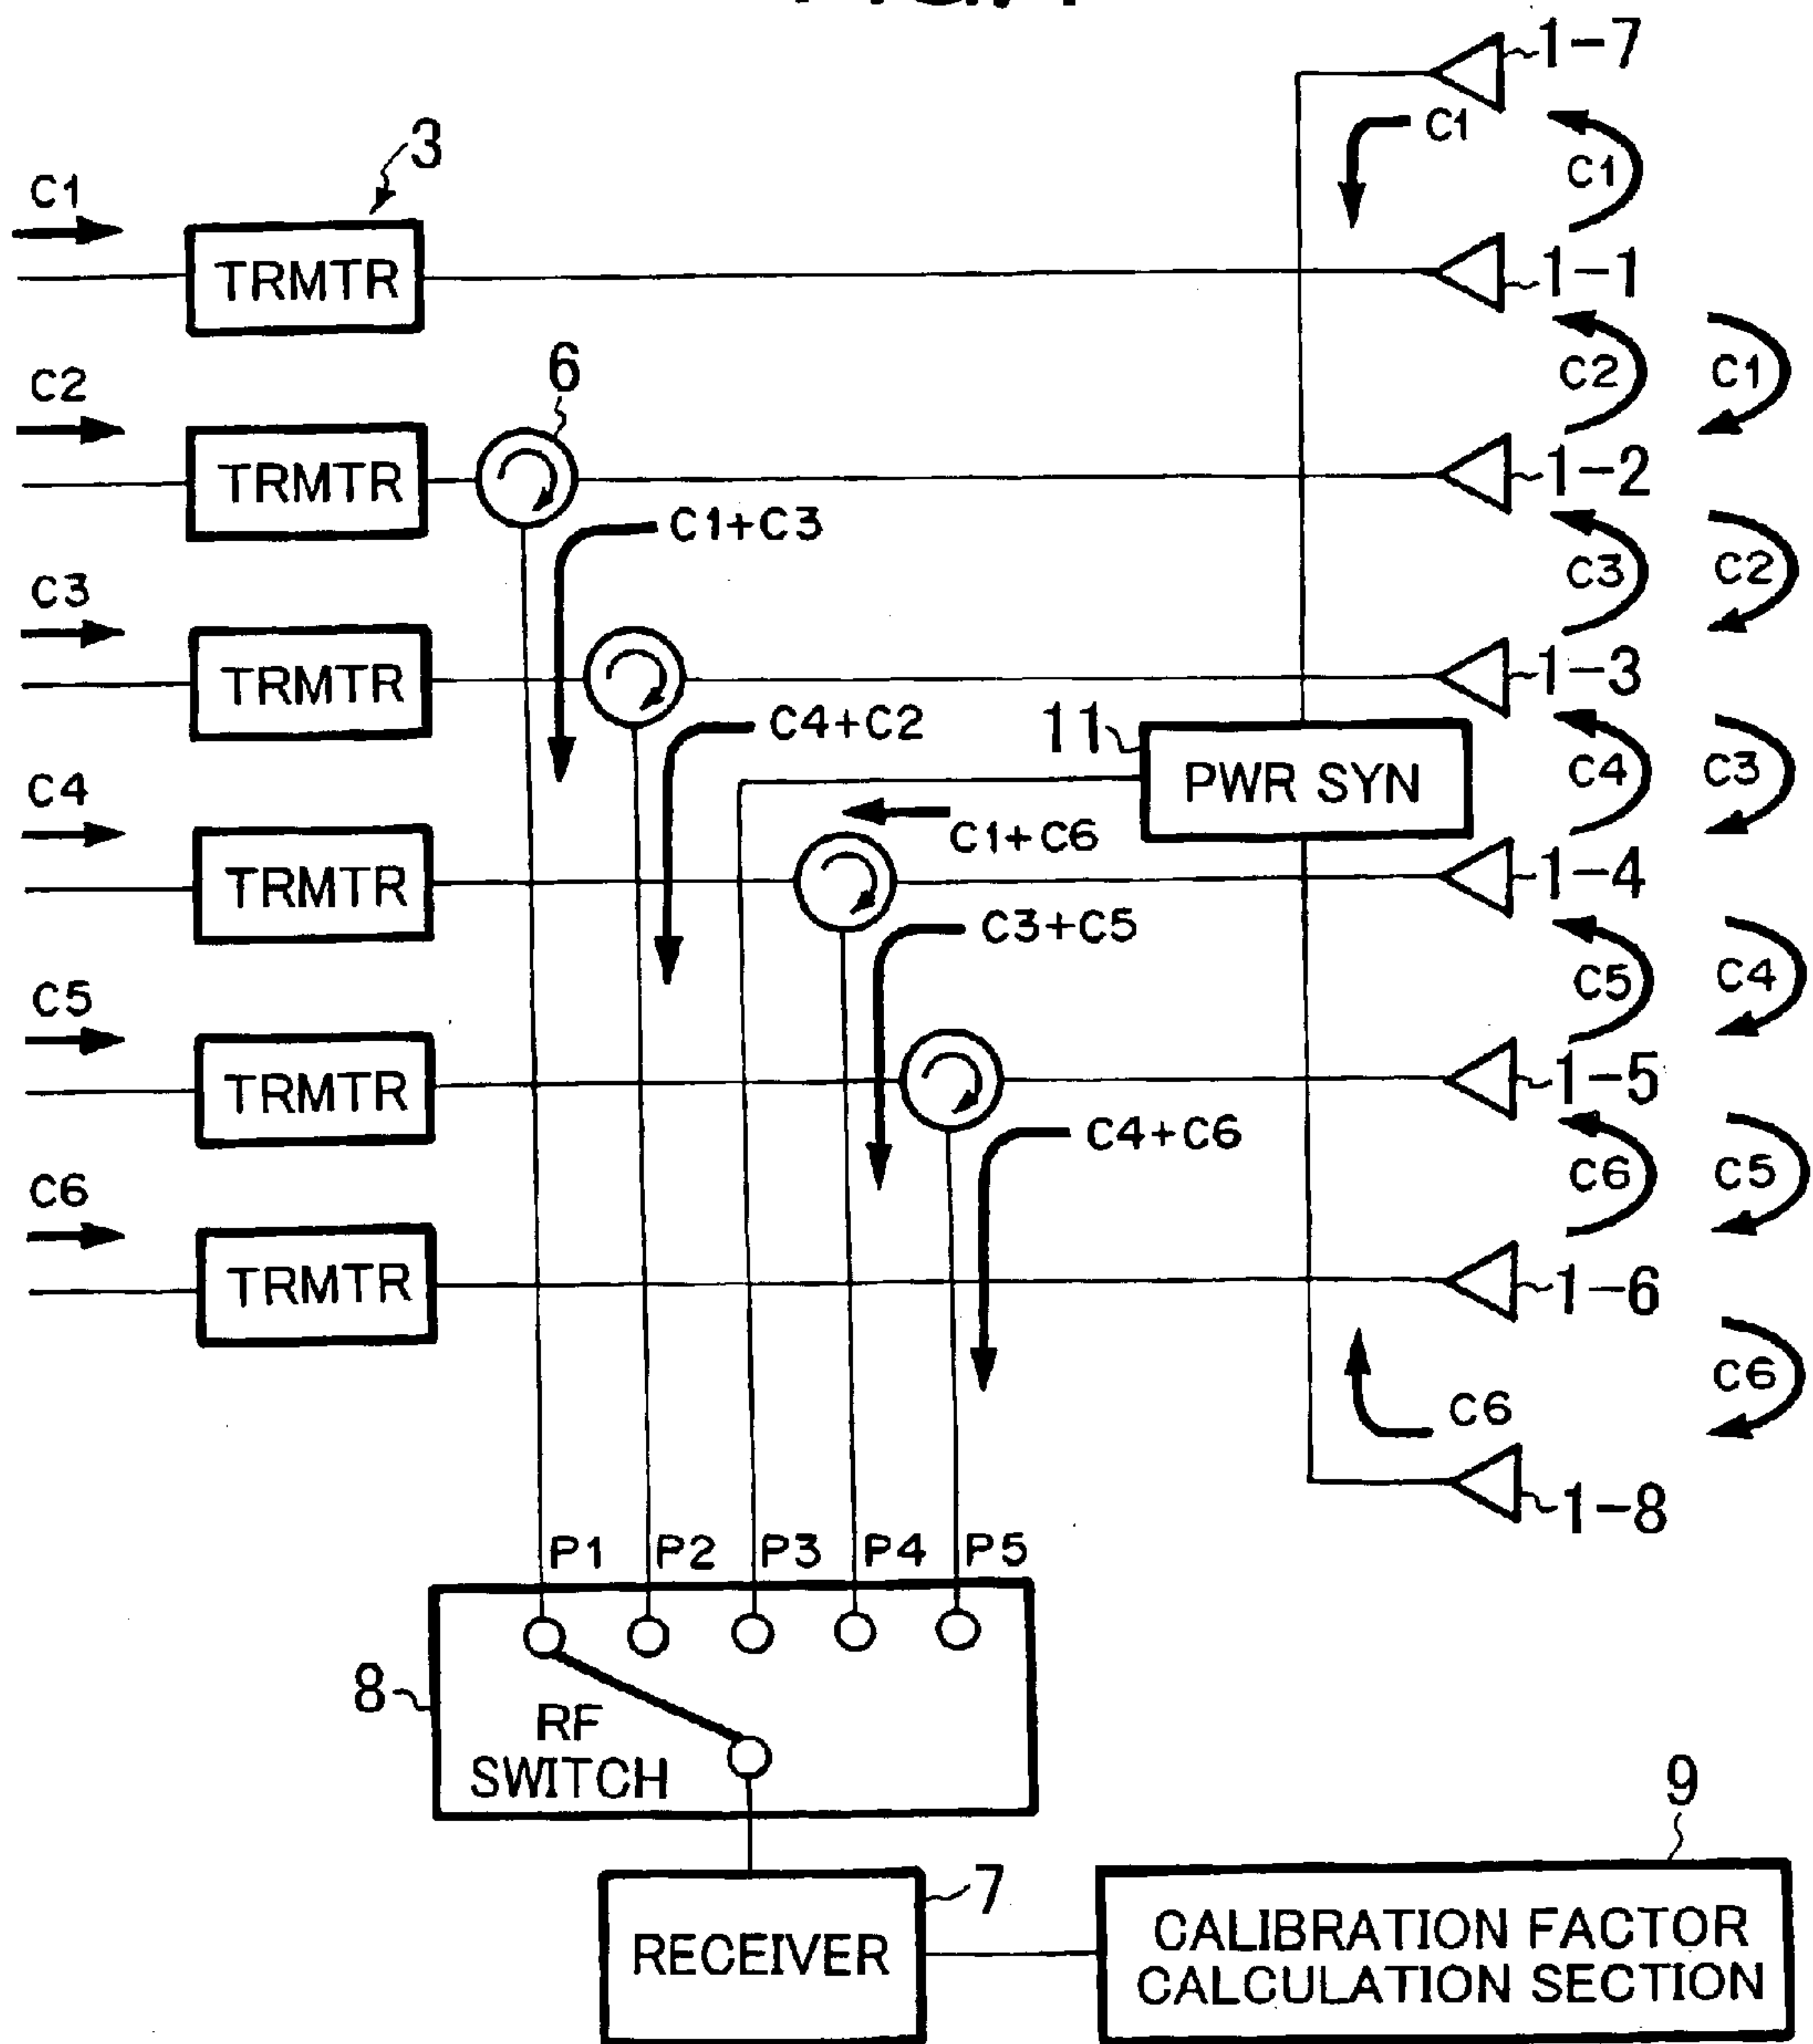 1-7
C1
3
C1
C1
TRMTR
1-1
C2
6
C2
C1
TRMTR
1-2
C1+C3
C3
C3
C2
TRMTR
1-3
C4+C2
11
PWR SYN
C4
C3
C4
C1+C6
TRMTR
1-4
C3+C5
C5
C5
C4
TRMTR
1-5
C4+C6
C6
C6
C5
TRMTR
1-6
C6
C6
1-8
P1 P2 P3 P4 P5
8
RF
SWITCH
9
7
RECEIVER
CALIBRATION FACTOR
CALCULATION SECTION